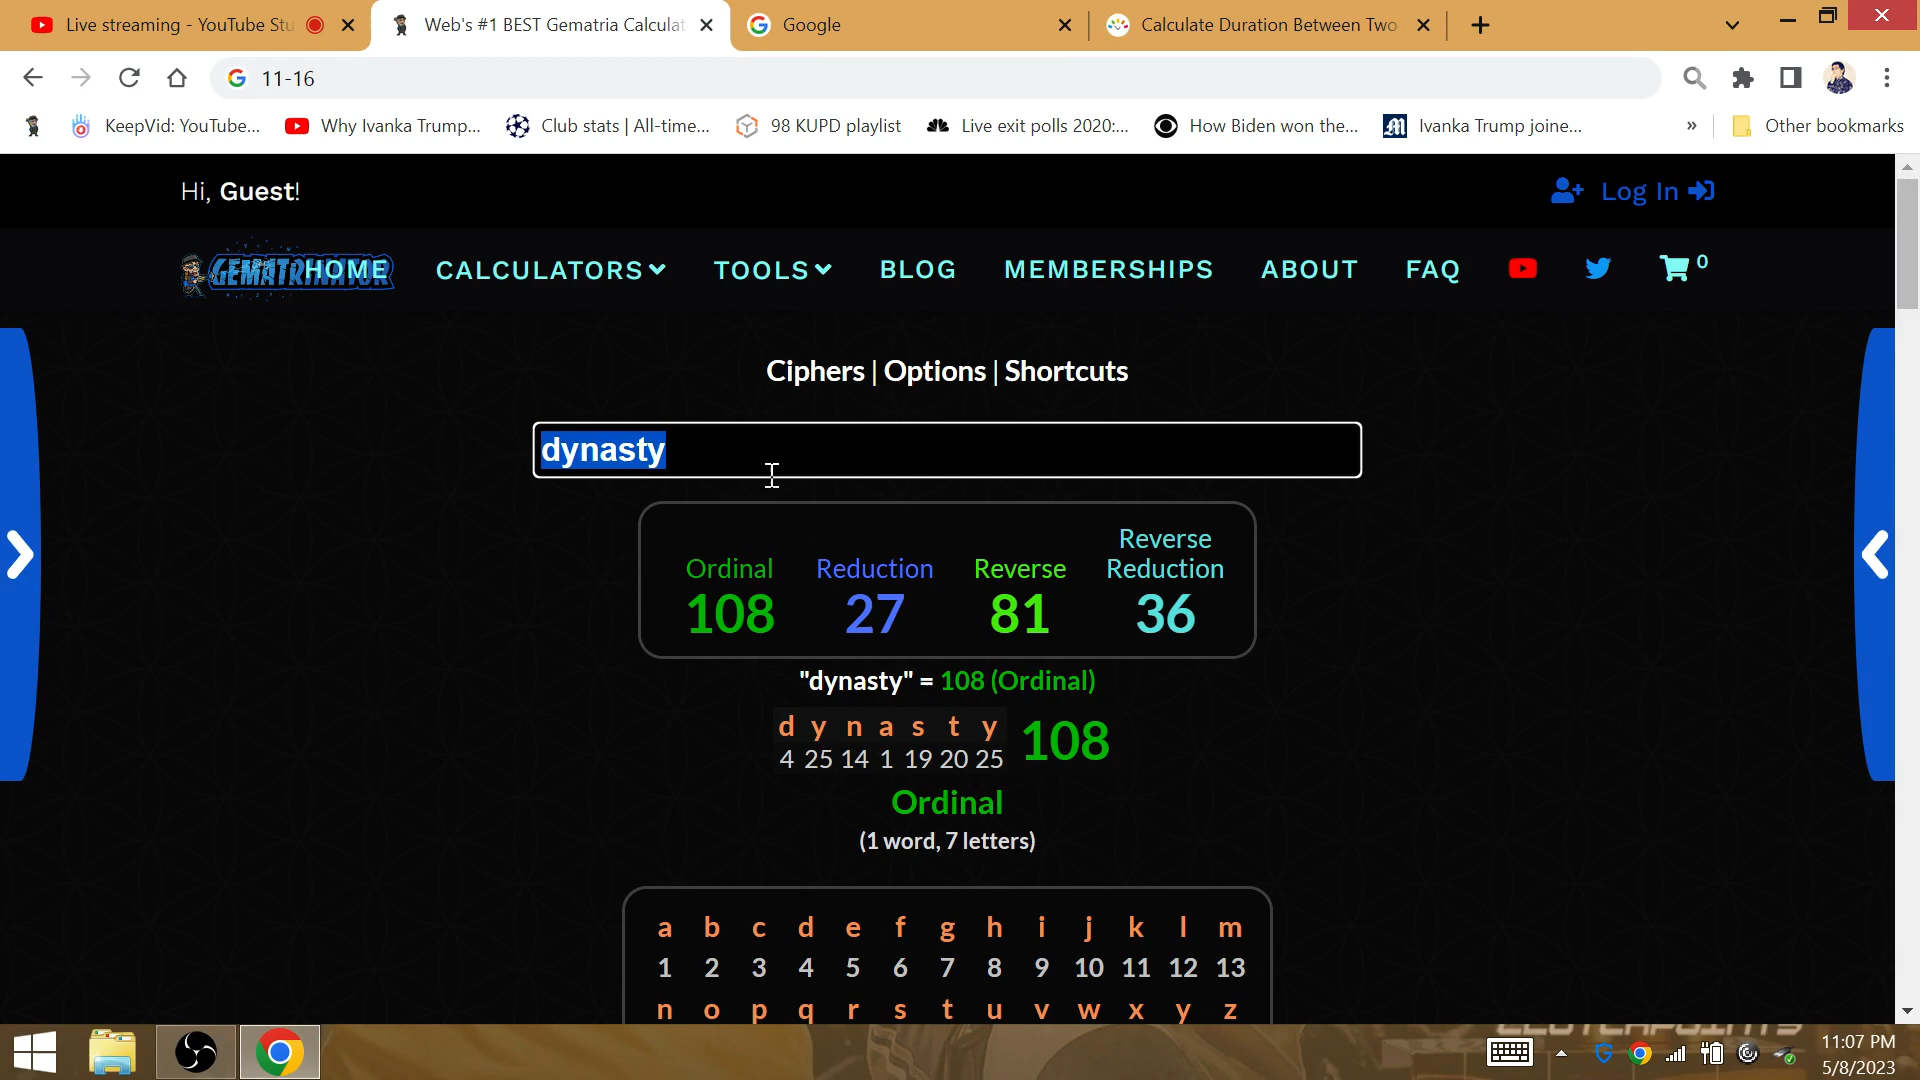 Live streaming - YouTube Stu
Web's #1 BEST Gematria Calculat
Google
Calculate Duration Between Two
11-16
KeepVid: YouTube...
Why Ivanka Trump...
Club stats | All-time...
98 KUPD playlist
Live exit polls 2020:...
How Biden won the...
Ivanka Trump joine...
»
Other bookmarks
Hi, Guest!
Log In
GEMATRINATOR
HOME
CALCULATORS
TOOLS
BLOG
MEMBERSHIPS
ABOUT
FAQ
0
Ciphers | Options | Shortcuts
dynasty
Ordinal Reduction Reverse Reverse Reduction
108 27 81 36
"dynasty" = 108 (Ordinal)
d y n a s t y
4 25 14 1 19 20 25
108
Ordinal
(1 word, 7 letters)
a b c d e f g h i j k l m
1 2 3 4 5 6 7 8 9 10 11 12 13
n o p q r s t u v w x y z
CLUTCHPOINTS
11:07 PM
5/8/2023